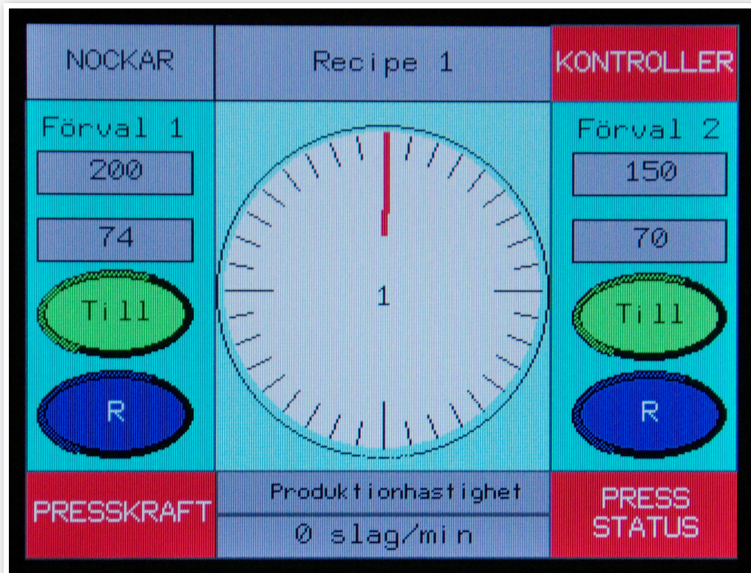 NOCKAR
Recipe 1
KONTROLLER
Förval 1
200
74
Till
R
1
Förval 2
150
70
Till
R
PRESSKRAFT
Produktionhastighet
0 slag/min
PRESS
STATUS